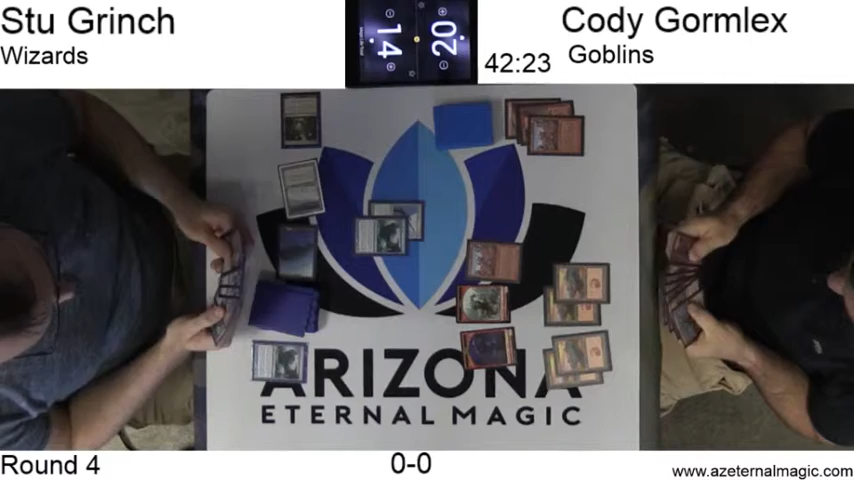 Stu Grinch
Wizards
14
20
42:23
Cody Gormlex
Goblins
ARIZONA
ETERNAL MAGIC
Round 4
0-0
www.azeternalmagic.com